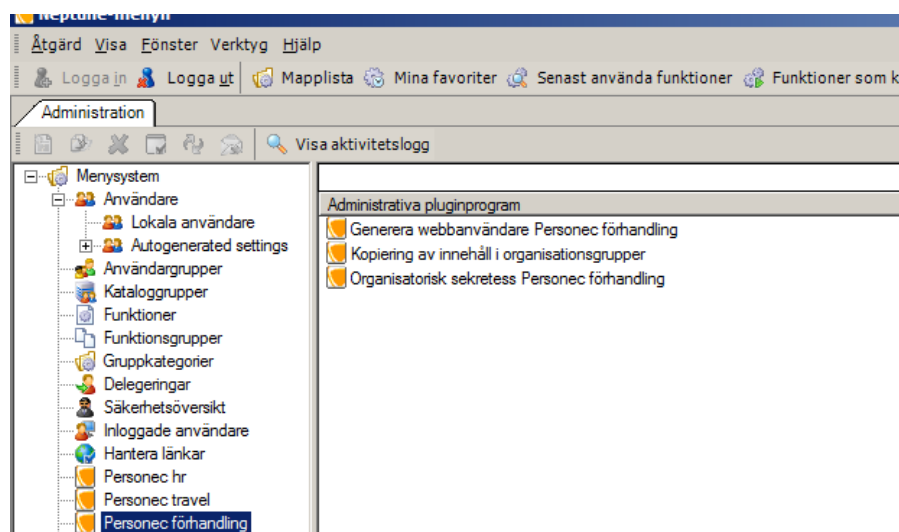 Neptune-menyn
Åtgärd Visa Fönster Verktyg Hjälp
Logga in Logga ut Mapplista Mina favoriter Senast använda funktioner Funktioner som k
Administration
Visa aktivitetslogg
Menysystem
Användare
Lokala användare
Autogenerated settings
Användargrupper
Kataloggrupper
Funktioner
Funktionsgrupper
Gruppkategorier
Delegeringar
Säkerhetsöversikt
Inloggade användare
Hantera länkar
Personec hr
Personec travel
Personec förhandling
Administrativa pluginprogram
Generera webbanvändare Personec förhandling
Kopiering av innehåll i organisationsgrupper
Organisatorisk sekretess Personec förhandling